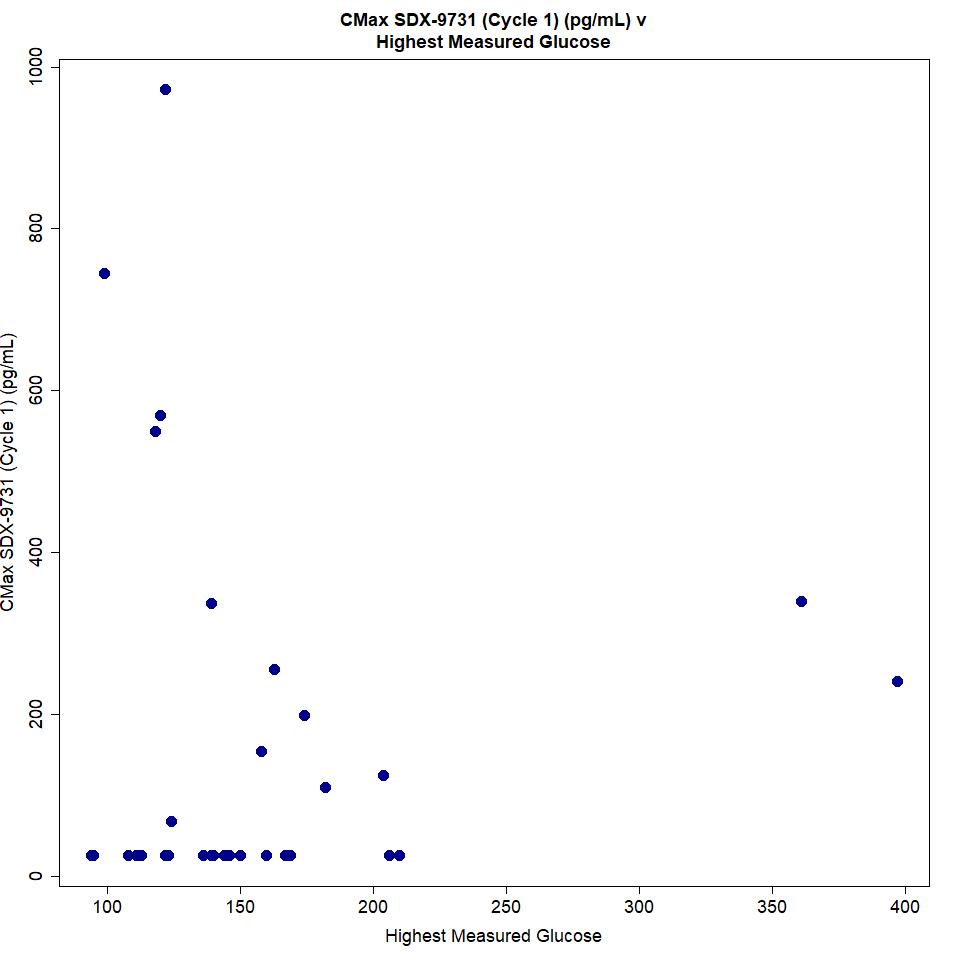 CMax SDX-9731 (Cycle 1) (pg/mL) v
Highest Measured Glucose
CMax SDX-9731 (Cycle 1) (pg/mL)
1000
800
600
400
200
0
100 150 200 250 300 350 400
Highest Measured Glucose